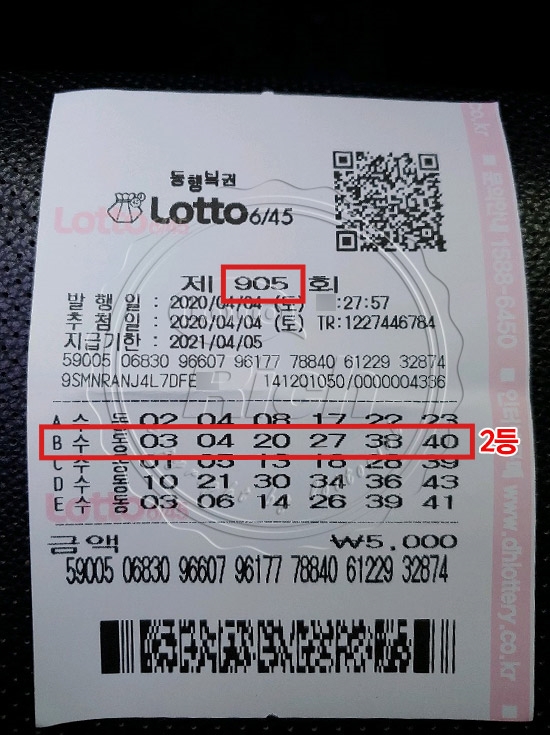 동행복권
Lotto 6/45
제 905 회
발 행 일 : 2020/04/04 (토) :27:57
추 첨 일 : 2020/04/04 (토) TR:1227446784
지급기한 : 2021/04/05
59005 06830 96607 96177 78840 61229 32874
9SMNRANJ4L7DFE 141201050/0000004336
A 수 동 02 04 08 17 22 23
B 수 동 03 04 20 27 38 40 2등
C 수 동 01 05 13 18 28 39
D 수 동 10 21 30 34 36 43
E 수 동 03 06 14 26 39 41
금액 ₩5,000
59005 06830 96607 96177 78840 61229 32874
1588-6450
www.dhlottery.co.kr
Rich